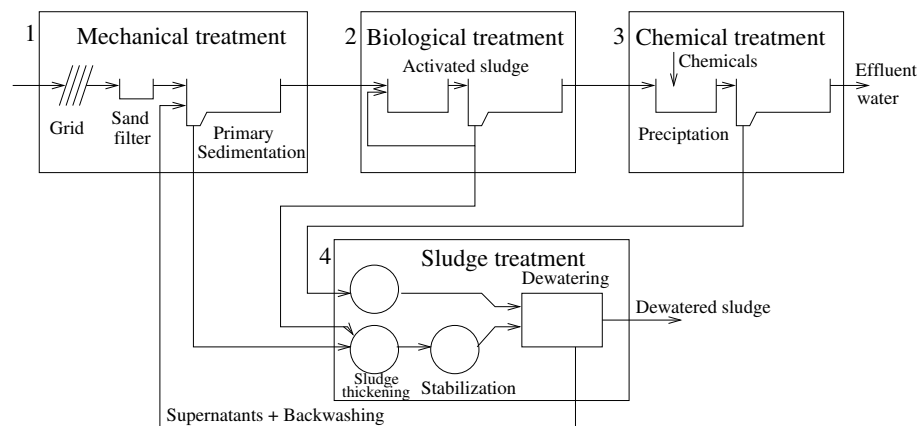 1
Mechanical treatment
Grid
Sand
filter
Primary
Sedimentation
2
Biological treatment
Activated sludge
3
Chemical treatment
Chemicals
Preciptation
Effluent
water
4
Sludge treatment
Dewatering
Dewatered sludge
Sludge
thickening
Stabilization
Supernatants + Backwashing